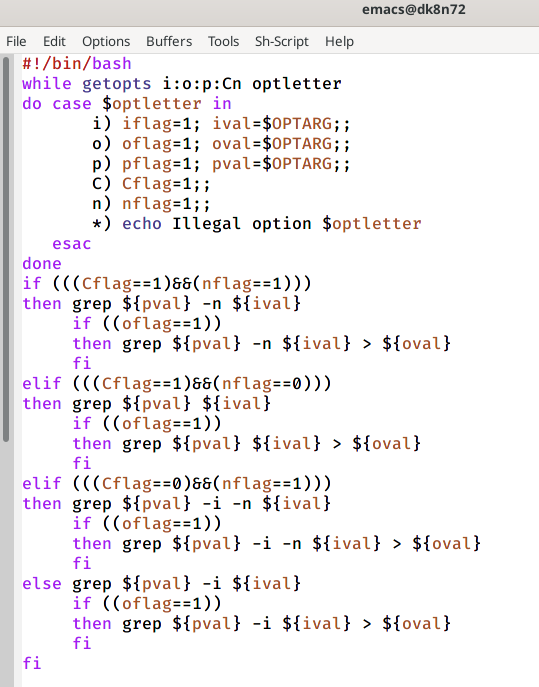 emacs@dk8n72
File Edit Options Buffers Tools Sh-Script Help
#!/bin/bash
while getopts i:o:p:Cn optletter
do case $optletter in
       i) iflag=1; ival=$OPTARG;;
       o) oflag=1; oval=$OPTARG;;
       p) pflag=1; pval=$OPTARG;;
       C) Cflag=1;;
       n) nflag=1;;
       *) echo Illegal option $optletter
   esac
done
if (((Cflag==1)&&(nflag==1)))
then grep ${pval} -n ${ival}
     if ((oflag==1))
     then grep ${pval} -n ${ival} > ${oval}
     fi
elif (((Cflag==1)&&(nflag==0)))
then grep ${pval} ${ival}
     if ((oflag==1))
     then grep ${pval} ${ival} > ${oval}
     fi
elif (((Cflag==0)&&(nflag==1)))
then grep ${pval} -i -n ${ival}
     if ((oflag==1))
     then grep ${pval} -i -n ${ival} > ${oval}
     fi
else grep ${pval} -i ${ival}
     if ((oflag==1))
     then grep ${pval} -i ${ival} > ${oval}
     fi
fi